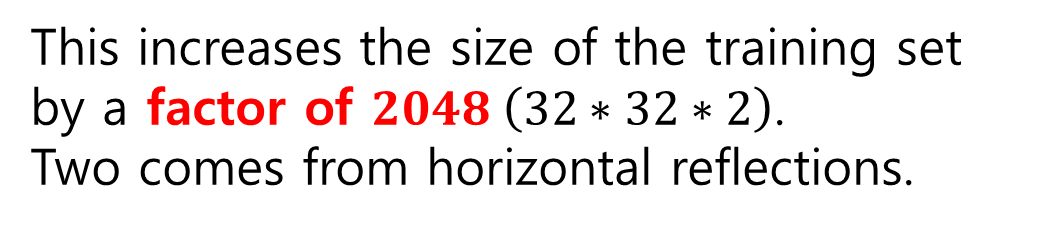 This increases the size of the training set
by a factor of 2048 (32 ∗ 32 ∗ 2).
Two comes from horizontal reflections.